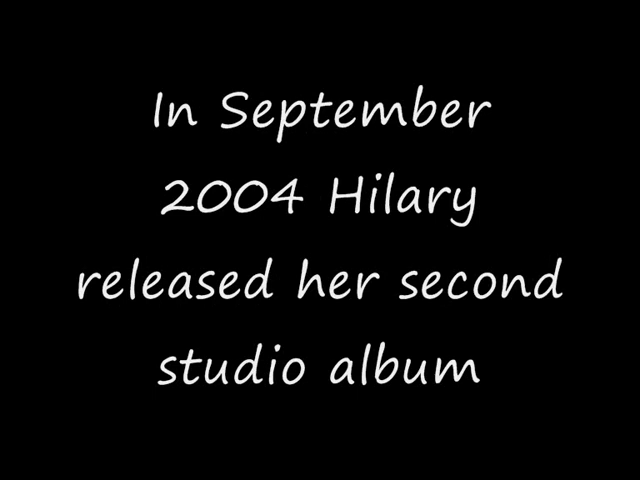 In September
2004 Hilary
released her second
studio album